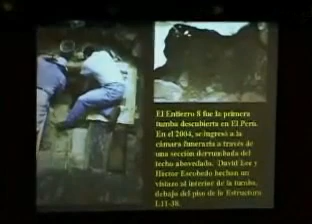 El Entierro 8 fue la primera
tumba descubierta en El Perú.
En el 2004, se ingresó a la
cámara funeraria a través de
una sección derrumbada del
techo abovedado. David Lee y
Héctor Escobedo hechan un
vistazo al interior de la tumba,
debajo del piso de la Estructura
L11-38.